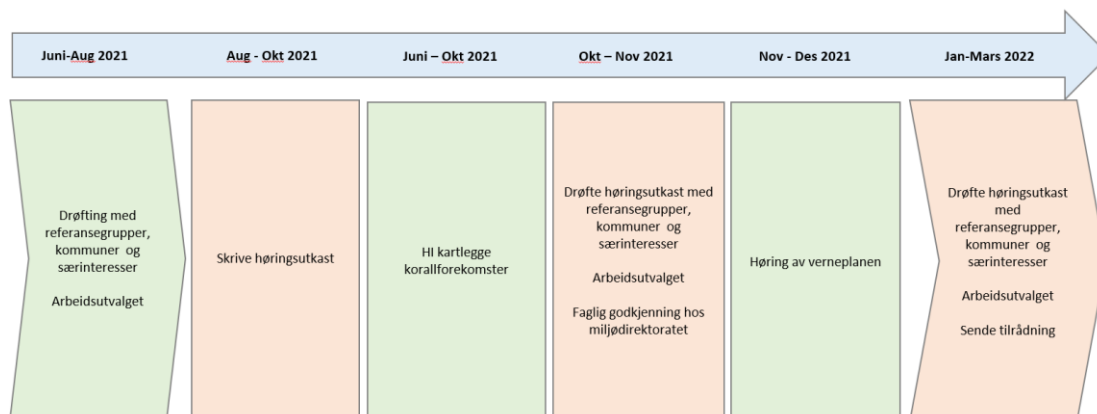 Juni-Aug 2021
Aug - Okt 2021
Juni – Okt 2021
Okt – Nov 2021
Nov - Des 2021
Jan-Mars 2022
Drøfting med
referansegrupper,
kommuner og
særinteresser
Arbeidsutvalget
Skrive høringsutkast
HI kartlegge
korallforekomster
Drøfte høringsutkast med
referansegrupper,
kommuner og
særinteresser
Arbeidsutvalget
Faglig godkjenning hos
miljødirektoratet
Høring av verneplanen
Drøfte høringsutkast
med
referansegrupper,
kommuner og
særinteresser
Arbeidsutvalget
Sende tilrådning